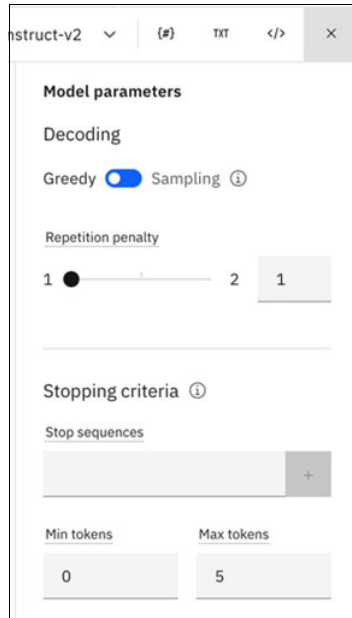 nstruct-v2 {#} TXT </> ×
Model parameters
Decoding
Greedy Sampling
Repetition penalty
1 2 1
Stopping criteria
Stop sequences
+
Min tokens Max tokens
0 5